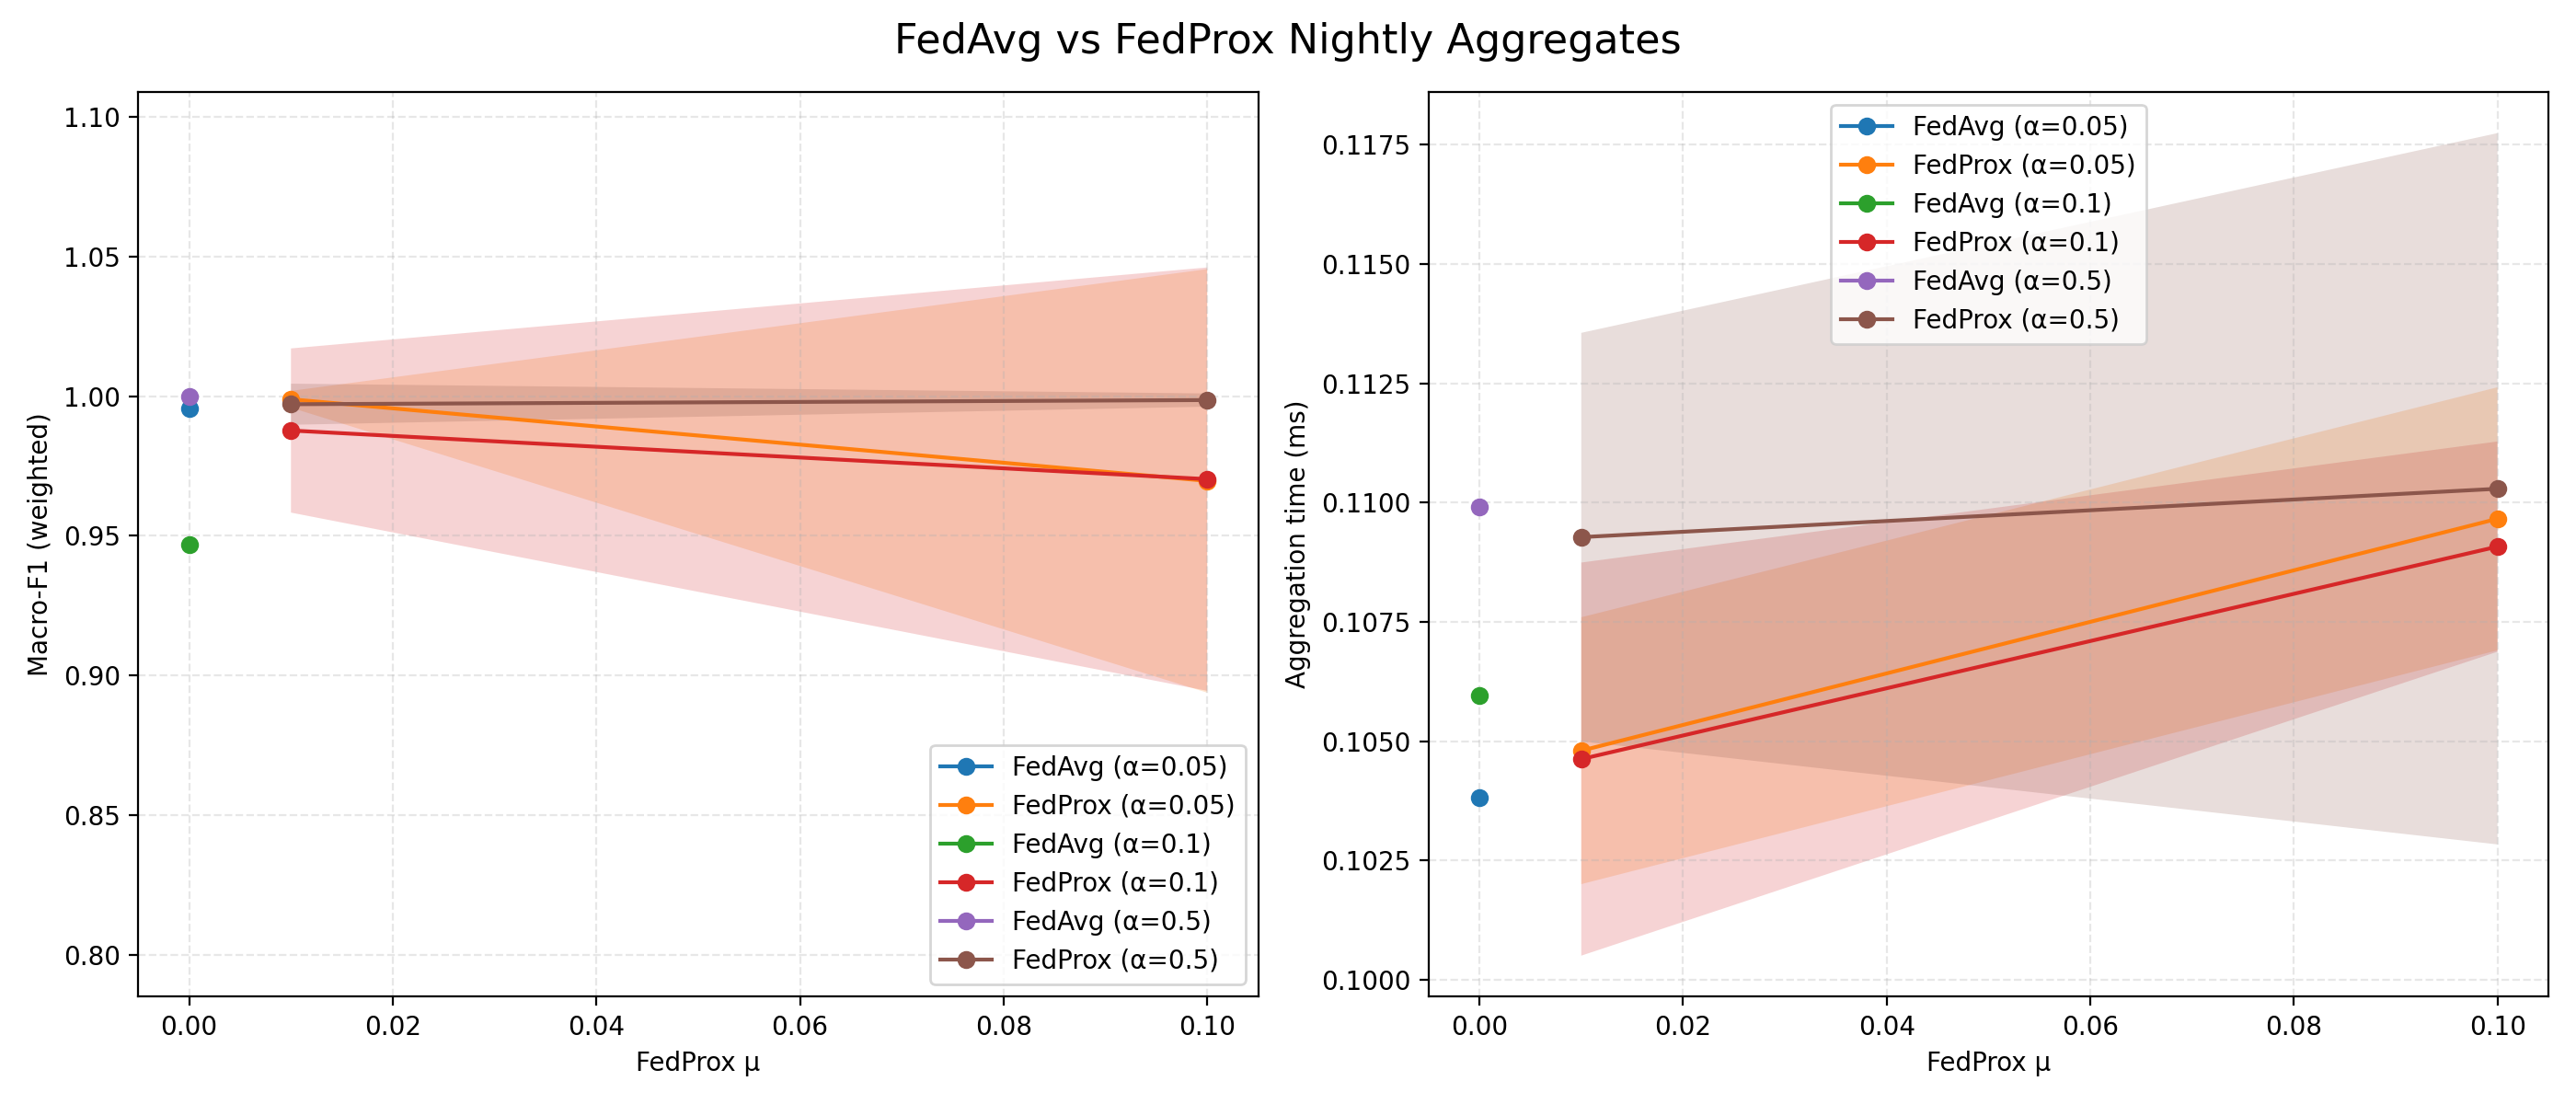 FedAvg vs FedProx Nightly Aggregates
Macro-F1 (weighted)
1.10
1.05
1.00
0.95
0.90
0.85
0.80
0.00
0.02
0.04
0.06
0.08
0.10
FedProx μ
FedAvg (α=0.05)
FedProx (α=0.05)
FedAvg (α=0.1)
FedProx (α=0.1)
FedAvg (α=0.5)
FedProx (α=0.5)
Aggregation time (ms)
0.1175
0.1150
0.1125
0.1100
0.1075
0.1050
0.1025
0.1000
0.00
0.02
0.04
0.06
0.08
0.10
FedProx μ
FedAvg (α=0.05)
FedProx (α=0.05)
FedAvg (α=0.1)
FedProx (α=0.1)
FedAvg (α=0.5)
FedProx (α=0.5)